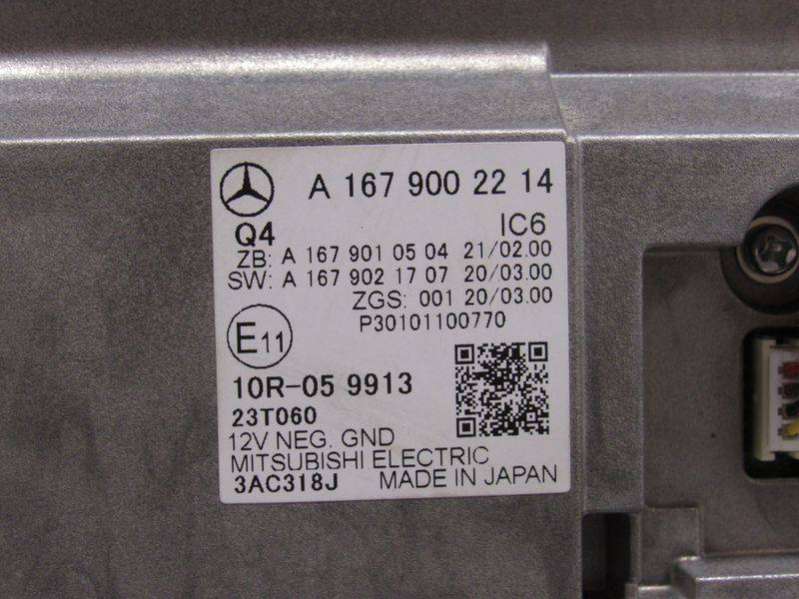 A 167 900 22 14
Q4
IC6
ZB: A 167 901 05 04 21/02.00
SW: A 167 902 17 07 20/03.00
ZGS: 001 20/03.00
P30101100770
E11
10R-05 9913
23T060
12V NEG. GND
MITSUBISHI ELECTRIC
3AC318J MADE IN JAPAN